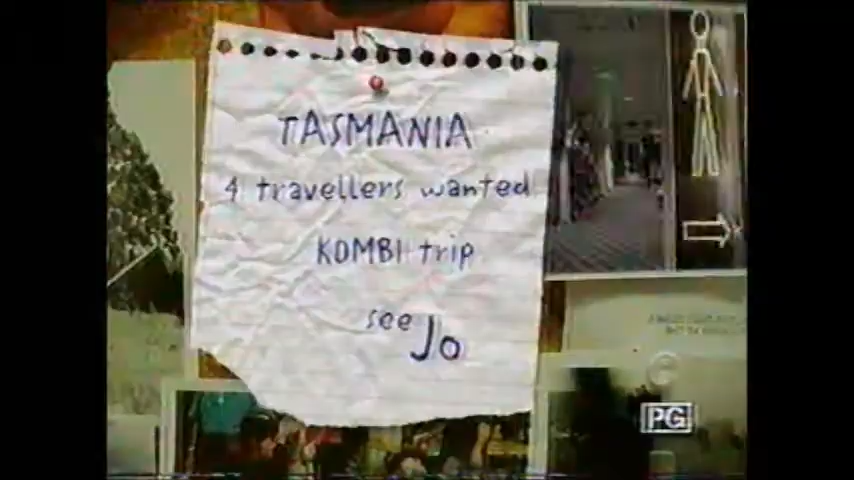 TASMANIA
4 travellers wanted
KOMBI trip
see Jo
PG